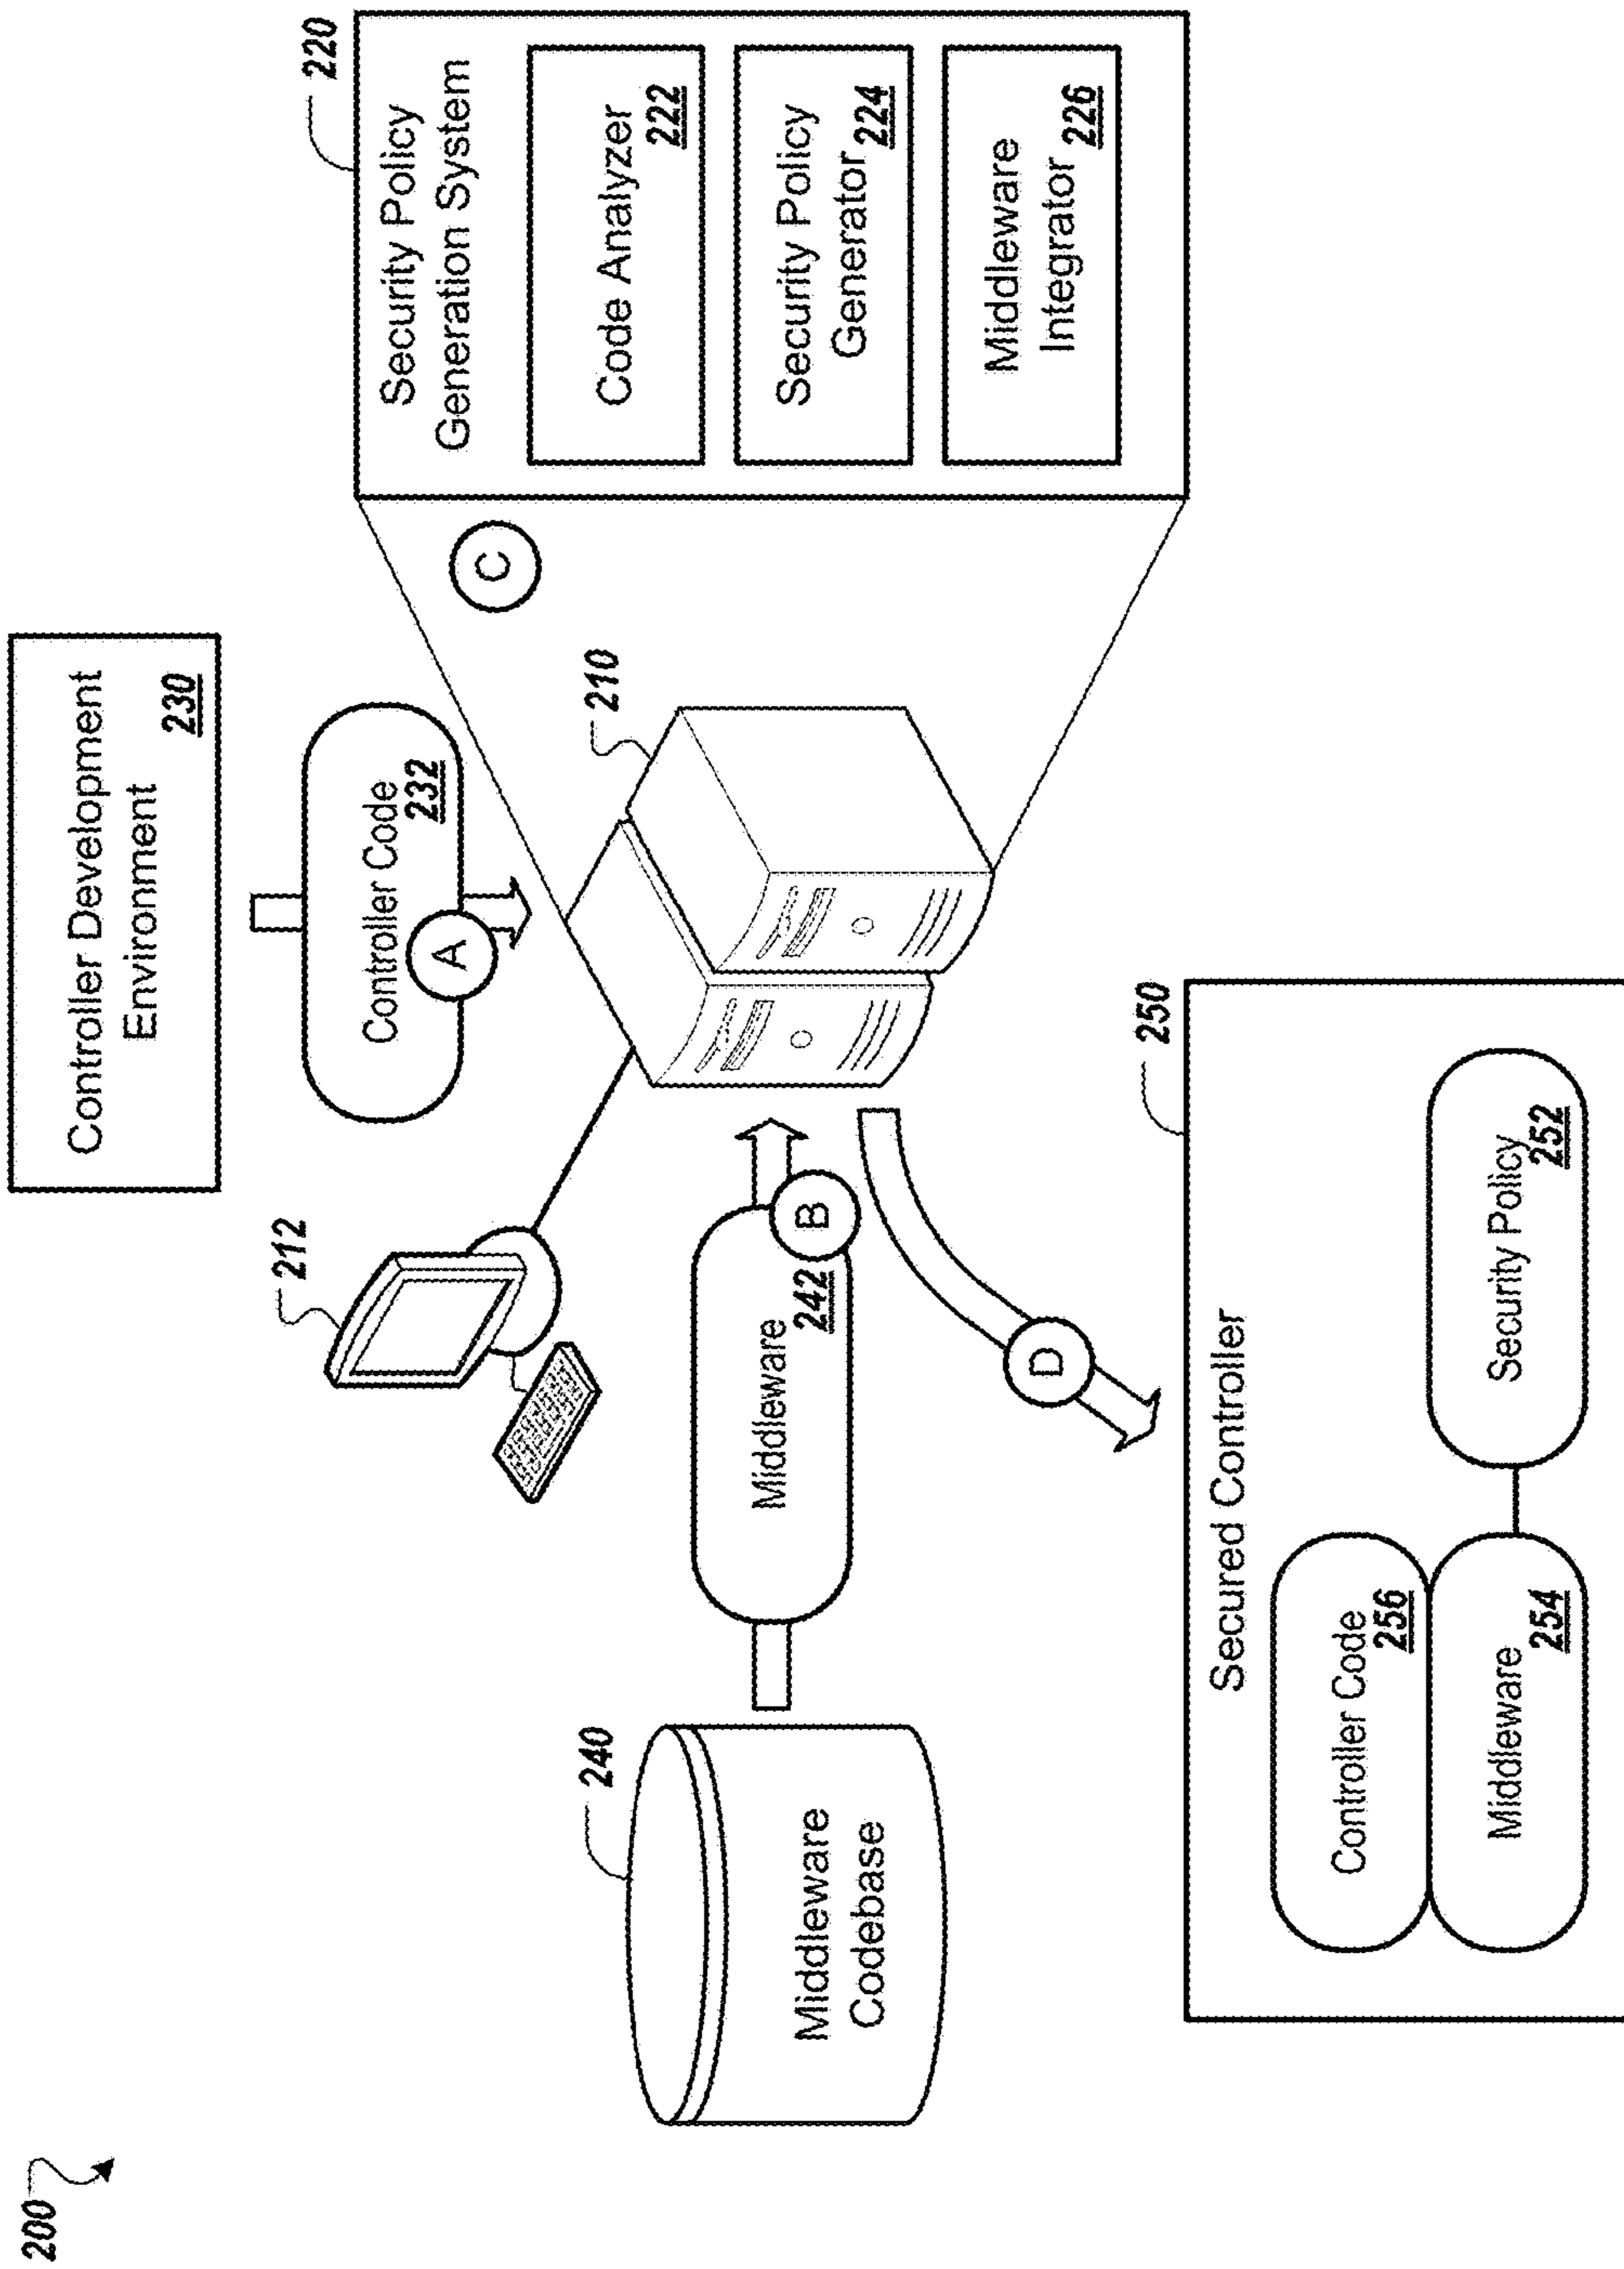 200
Controller Development
Environment
230
220
Security Policy
Generation System
Code Analyzer
222
Security Policy
Generator
224
Middleware
Integrator
226
Controller Code
232
A
C
212
210
240
Middleware
Codebase
Middleware
242
B
D
250
Secured Controller
Controller Code
256
Middleware
254
Security Policy
252